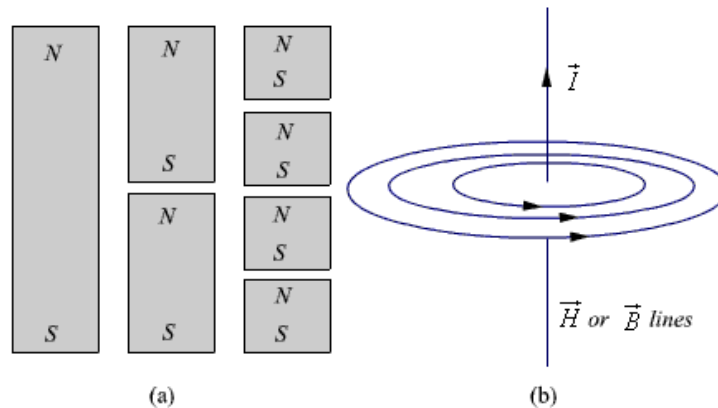 N N N
S
N
S S
N N
S
N
S S S
(a)
I⃗
H⃗ or B⃗ lines
(b)